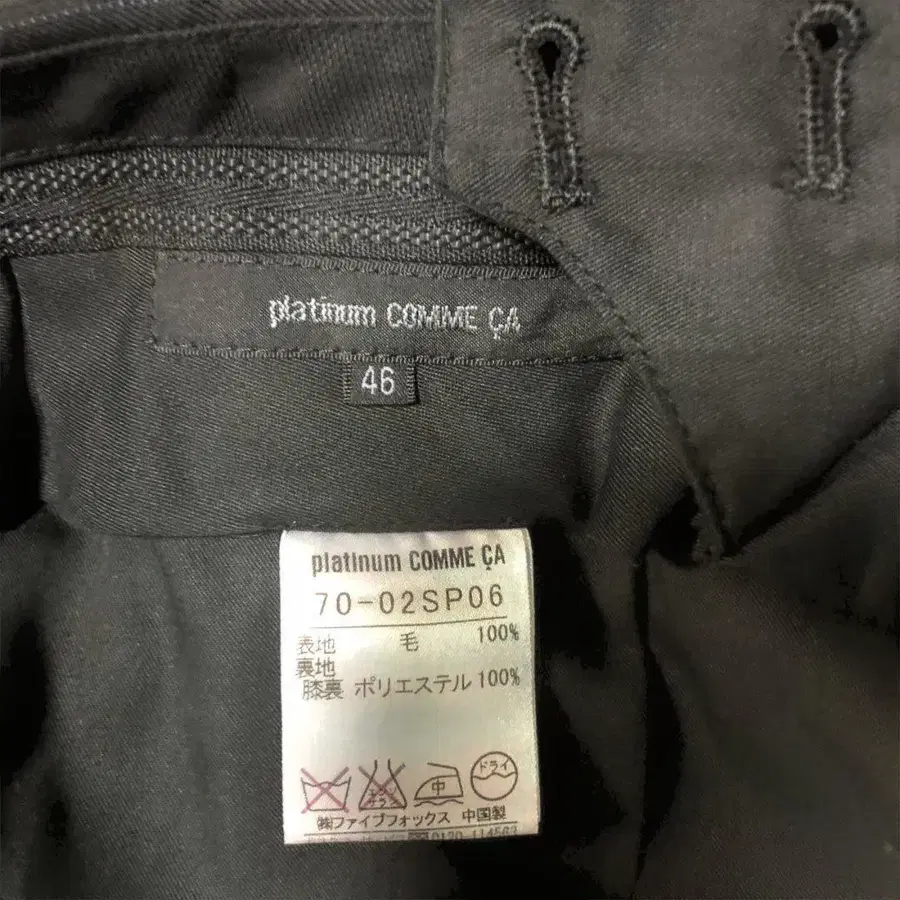 platinum COMME ÇA
46
platinum COMME ÇA
70-02SP06
表地 毛 100%
裏地
膝裏 ポリエステル 100%
中
ドライ
㈱ファイブフォックス 中国製